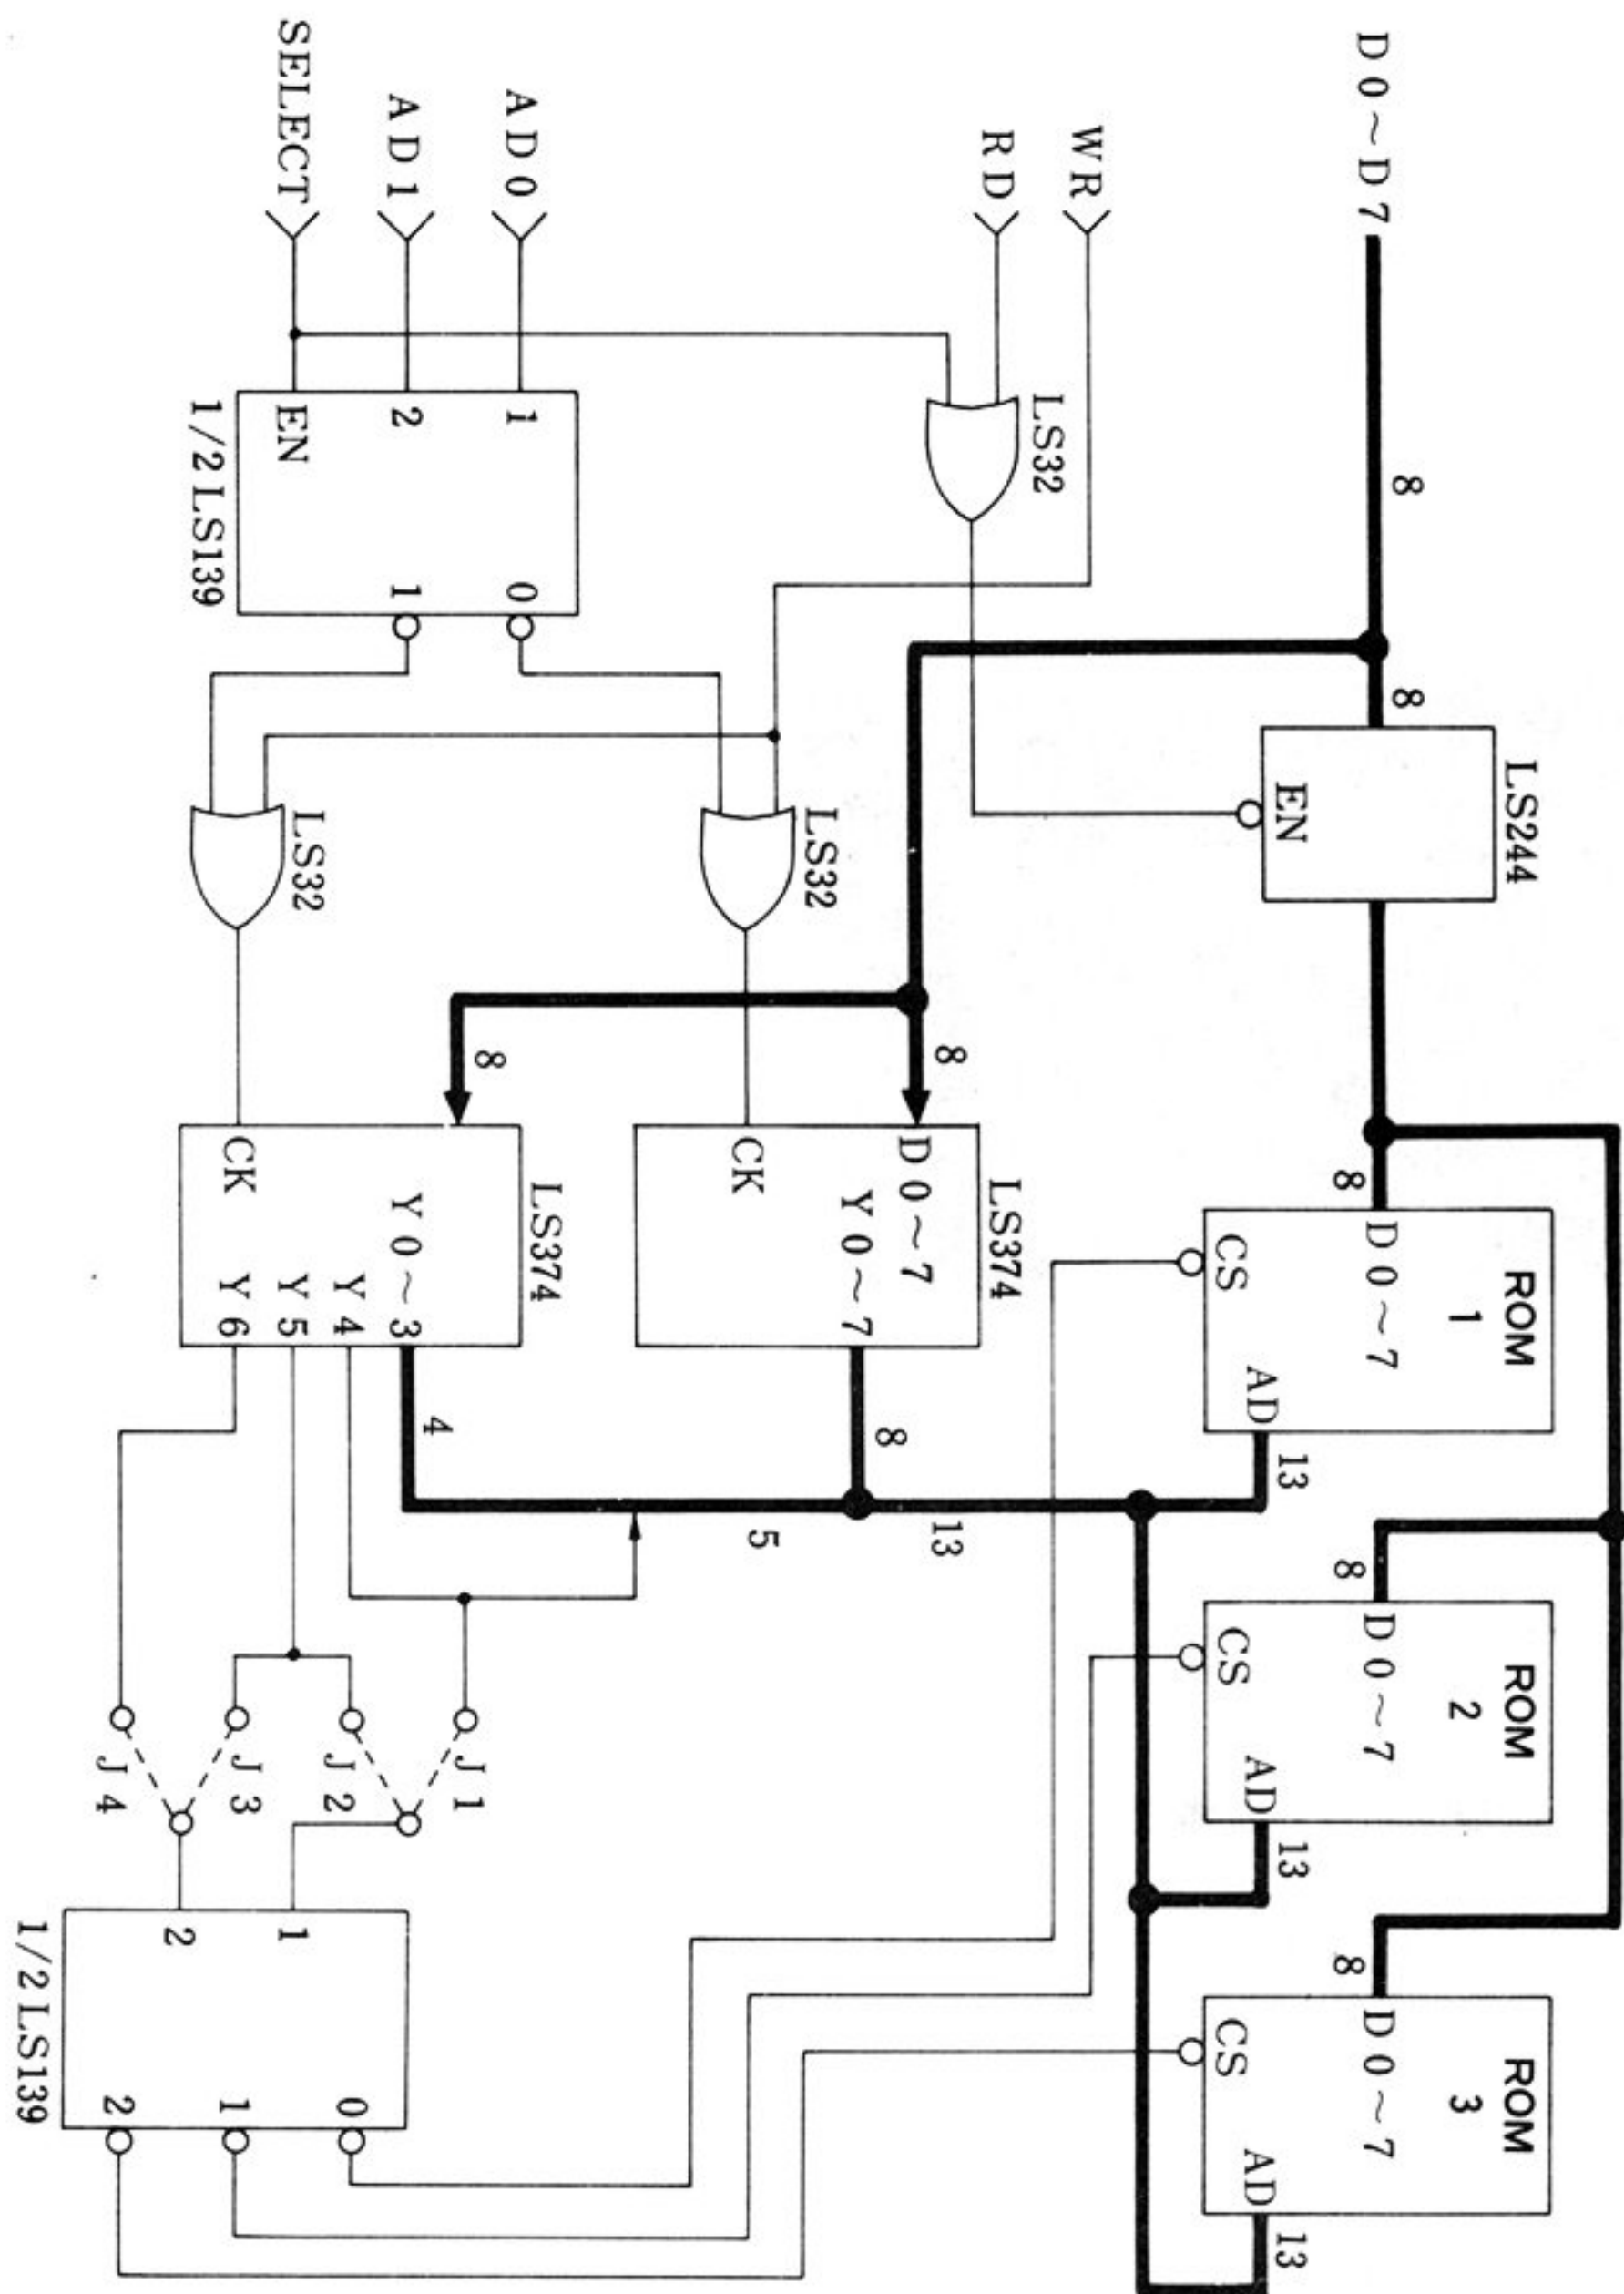 D0~D7
8
8
LS244
EN
ROM
1
D0~7
CS
AD
8
13
ROM
2
D0~7
CS
AD
8
13
ROM
3
D0~7
CS
AD
8
13
WR
RD
LS32
8
D0~7
Y0~7
CK
LS374
8
13
5
AD0
AD1
SELECT
1
2
EN
0
1
1/2 LS139
LS32
LS32
8
LS374
Y0~3
CK
Y4
Y5
Y6
4
J1
J2
J3
J4
1
2
0
1
2
1/2 LS139